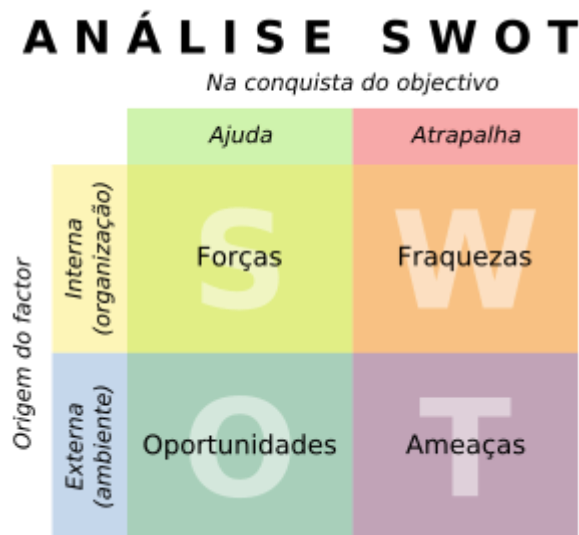 ANÁLISE SWOT
Na conquista do objectivo
Ajuda
Atrapalha
Origem do factor
Interna
(organização)
S
Forças
W
Fraquezas
Externa
(ambiente)
O
Oportunidades
T
Ameaças